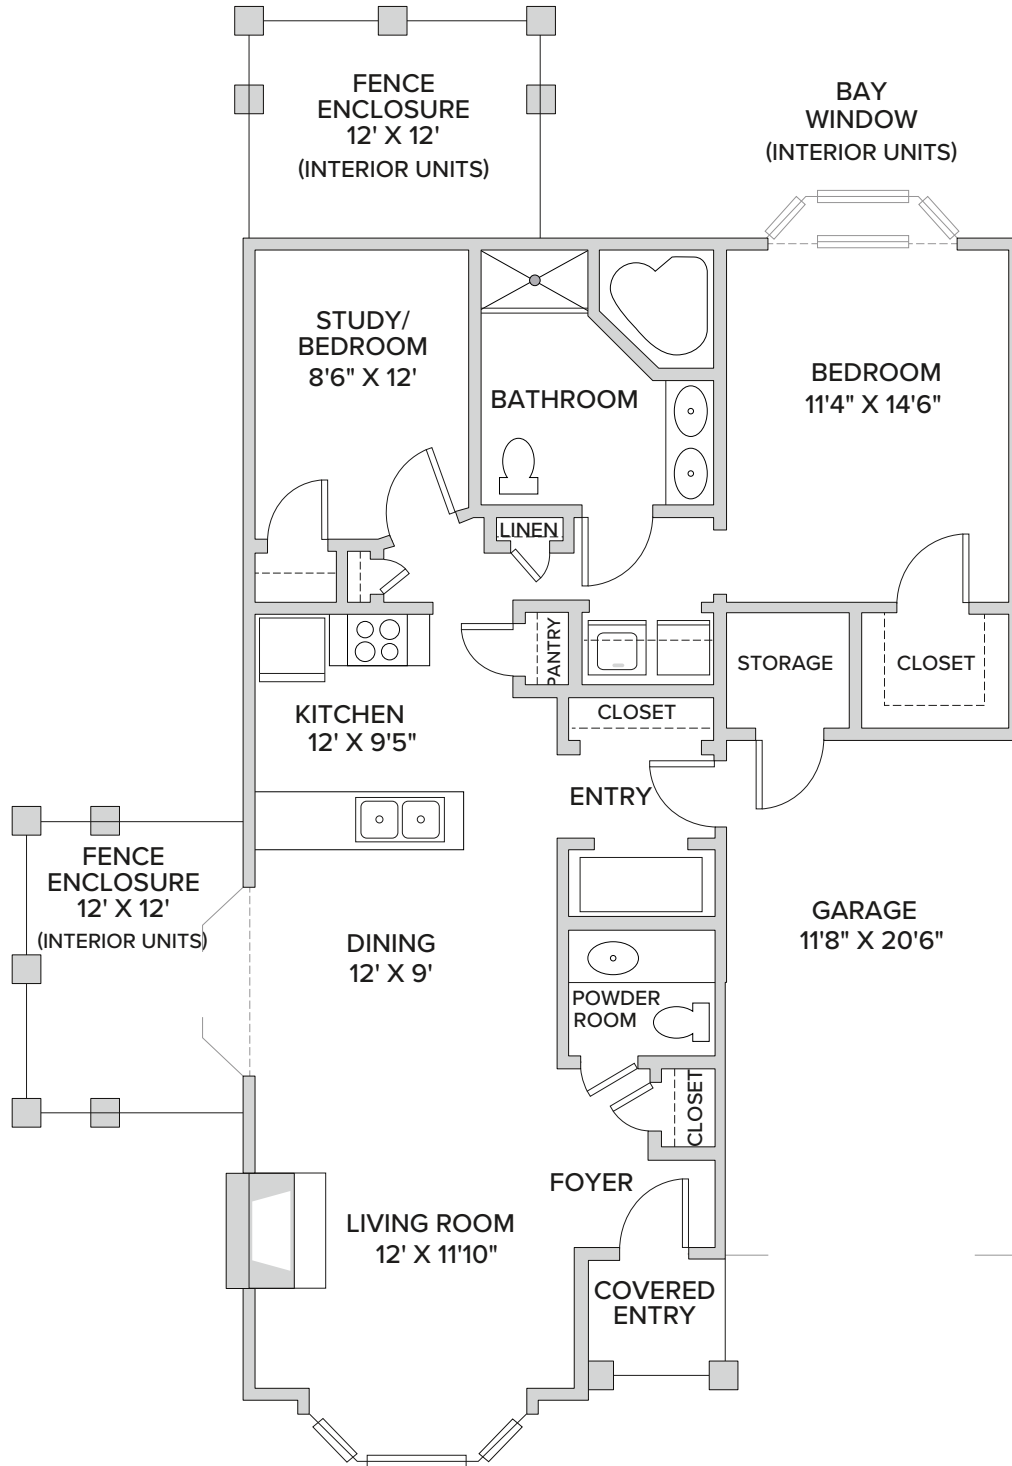 FENCE
ENCLOSURE
12' X 12'
(INTERIOR UNITS)
BAY
WINDOW
(INTERIOR UNITS)
STUDY/
BEDROOM
8'6" X 12'
BATHROOM
BEDROOM
11'4" X 14'6"
LINEN
PANTRY
STORAGE
CLOSET
KITCHEN
12' X 9'5"
CLOSET
ENTRY
FENCE
ENCLOSURE
12' X 12'
(INTERIOR UNITS)
DINING
12' X 9'
GARAGE
11'8" X 20'6"
POWDER
ROOM
CLOSET
FOYER
LIVING ROOM
12' X 11'10"
COVERED
ENTRY